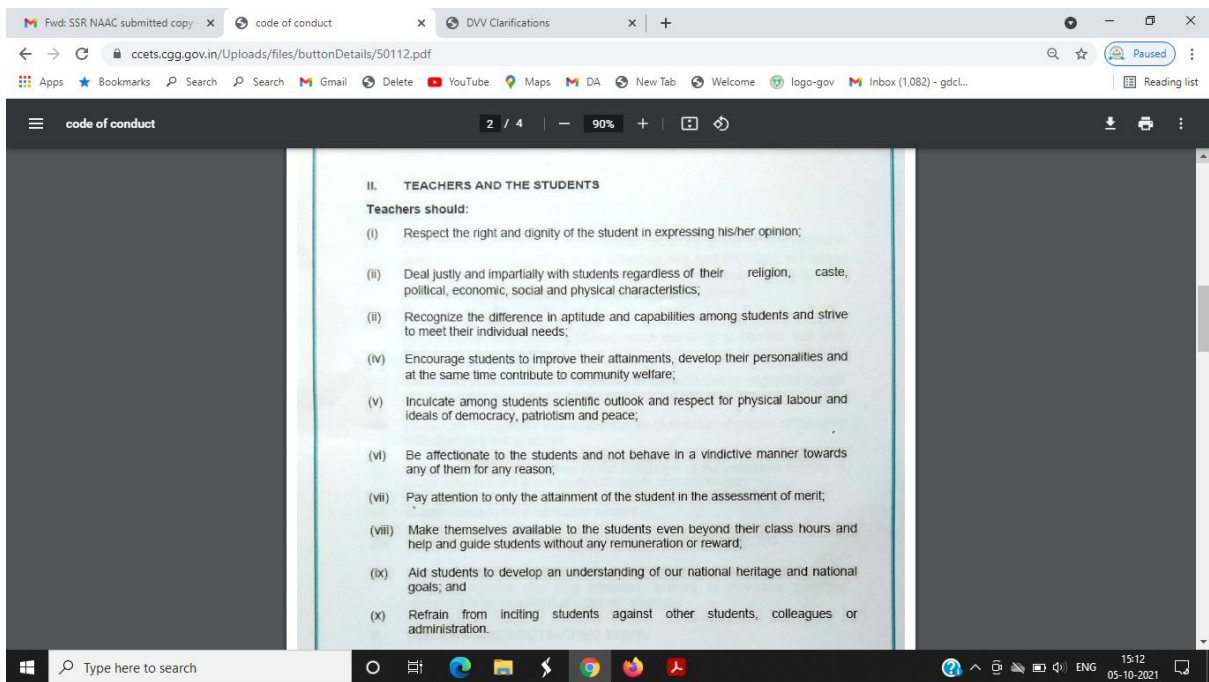 Fwd: SSR NAAC submitted copy
code of conduct
DVV Clarifications
ccets.cgg.gov.in/Uploads/files/buttonDetails/50112.pdf
Paused
Apps Bookmarks Search Search Gmail Delete YouTube Maps DA New Tab Welcome logo-gov Inbox (1,082) - gdcl... Reading list
code of conduct 2 / 4 90%
II. TEACHERS AND THE STUDENTS
Teachers should:
(i) Respect the right and dignity of the student in expressing his/her opinion;
(ii) Deal justly and impartially with students regardless of their religion, caste,
political, economic, social and physical characteristics;
(ii) Recognize the difference in aptitude and capabilities among students and strive
to meet their individual needs;
(iv) Encourage students to improve their attainments, develop their personalities and
at the same time contribute to community welfare;
(v) Inculcate among students scientific outlook and respect for physical labour and
ideals of democracy, patriotism and peace;
(vi) Be affectionate to the students and not behave in a vindictive manner towards
any of them for any reason;
(vii) Pay attention to only the attainment of the student in the assessment of merit;
(viii) Make themselves available to the students even beyond their class hours and
help and guide students without any remuneration or reward;
(ix) Aid students to develop an understanding of our national heritage and national
goals; and
(x) Refrain from inciting students against other students, colleagues or
administration.
Type here to search
ENG
15:12
05-10-2021